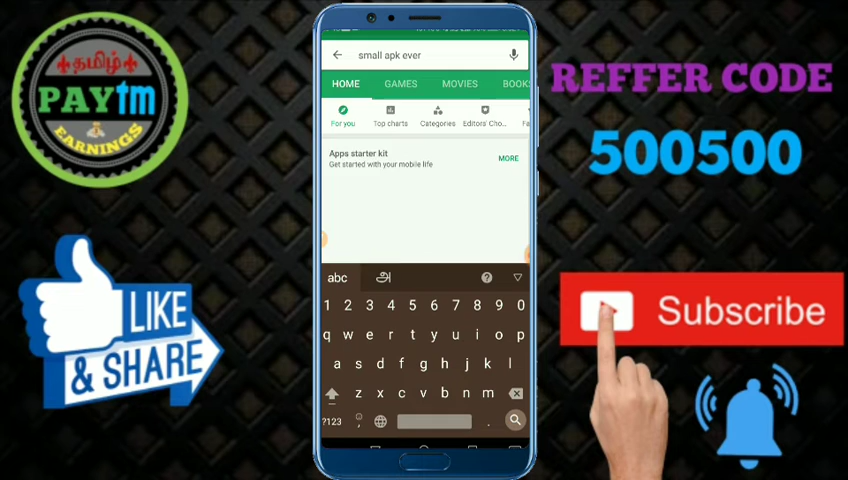 தமிழ்
PAYTM
EARNINGS
LIKE
& SHARE
small apk ever
HOME GAMES MOVIES BOOKS
For you Top charts Categories Editors' Cho... Fa
Apps starter kit
Get started with your mobile life
MORE
abc அ ?
1 2 3 4 5 6 7 8 9 0
q w e r t y u i o p
a s d f g h j k l
z x c v b n m
?123 , .
REFFER CODE
500500
Subscribe